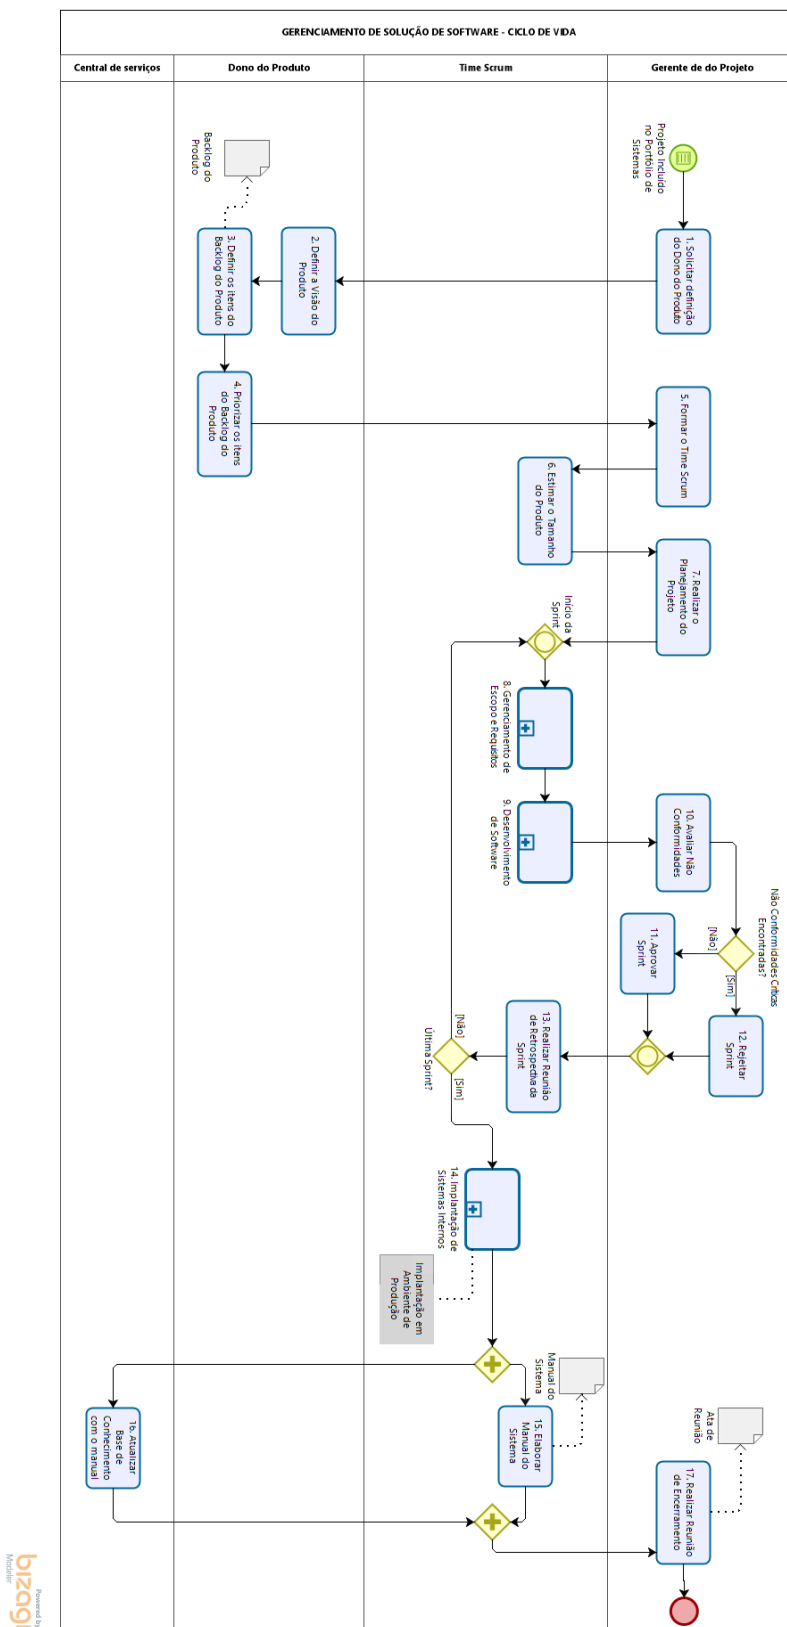 GERENCIAMENTO DE SOLUÇÃO DE SOFTWARE - CICLO DE VIDA
Central de serviços
Dono do Produto
Time Scrum
Gerente de do Projeto
Projeto Incluído
no Portfólio de
Sistemas
1. Solicitar definição
do Dono do Produto
2. Definir a Visão do
Produto
3. Definir os itens do
Backlog do Produto
Backlog do
Produto
4. Priorizar os itens
do Backlog do
Produto
5. Formar o Time Scrum
6. Estimar o Tamanho
do Produto
7. Realizar o
Planejamento do
Projeto
Início da
Sprint
8. Gerenciamento de
Escopo e Requisitos
9. Desenvolvimento
de Software
10. Avaliar Não
Conformidades
Não Conformidades Críticas
Encontradas?
[Não]
[Sim]
11. Aprovar
Sprint
12. Rejeitar
Sprint
13. Realizar Reunião
de Retrospectiva da
Sprint
[Não]
Última Sprint?
[Sim]
14. Implantação de
Sistemas Internos
Implantação em
Ambiente de
Produção
Manual do
Sistema
15. Elaborar
Manual do
Sistema
16. Atualizar
Base de
Conhecimento
com o manual
Ata de
Reunião
17. Realizar Reunião
de Encerramento
Powered by
bizagi
Modeler